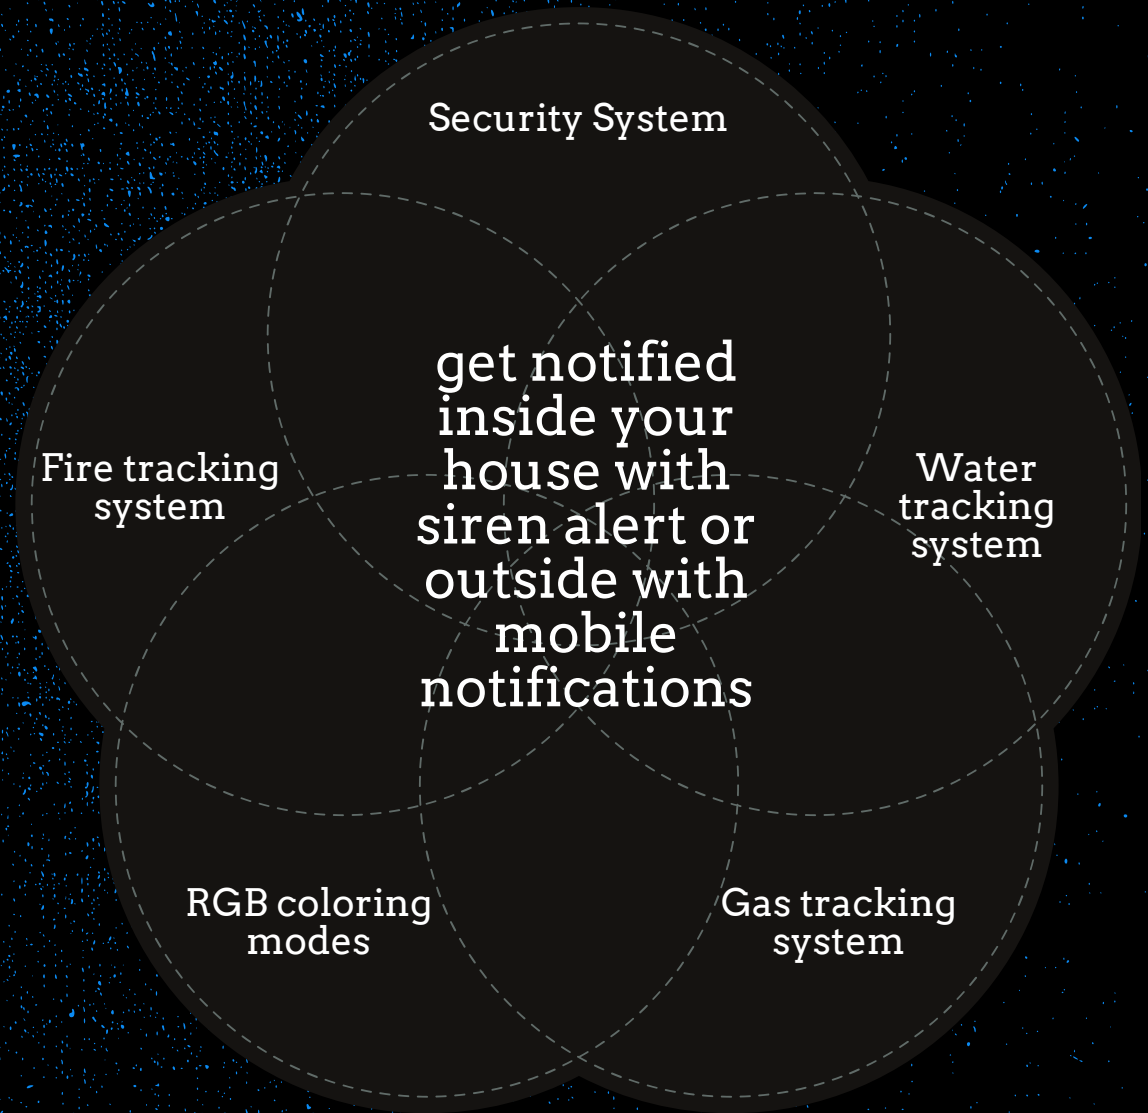 Security System
get notified
inside your
house with
siren alert or
outside with
mobile
notifications
Fire tracking
system
Water
tracking
system
RGB coloring
modes
Gas tracking
system